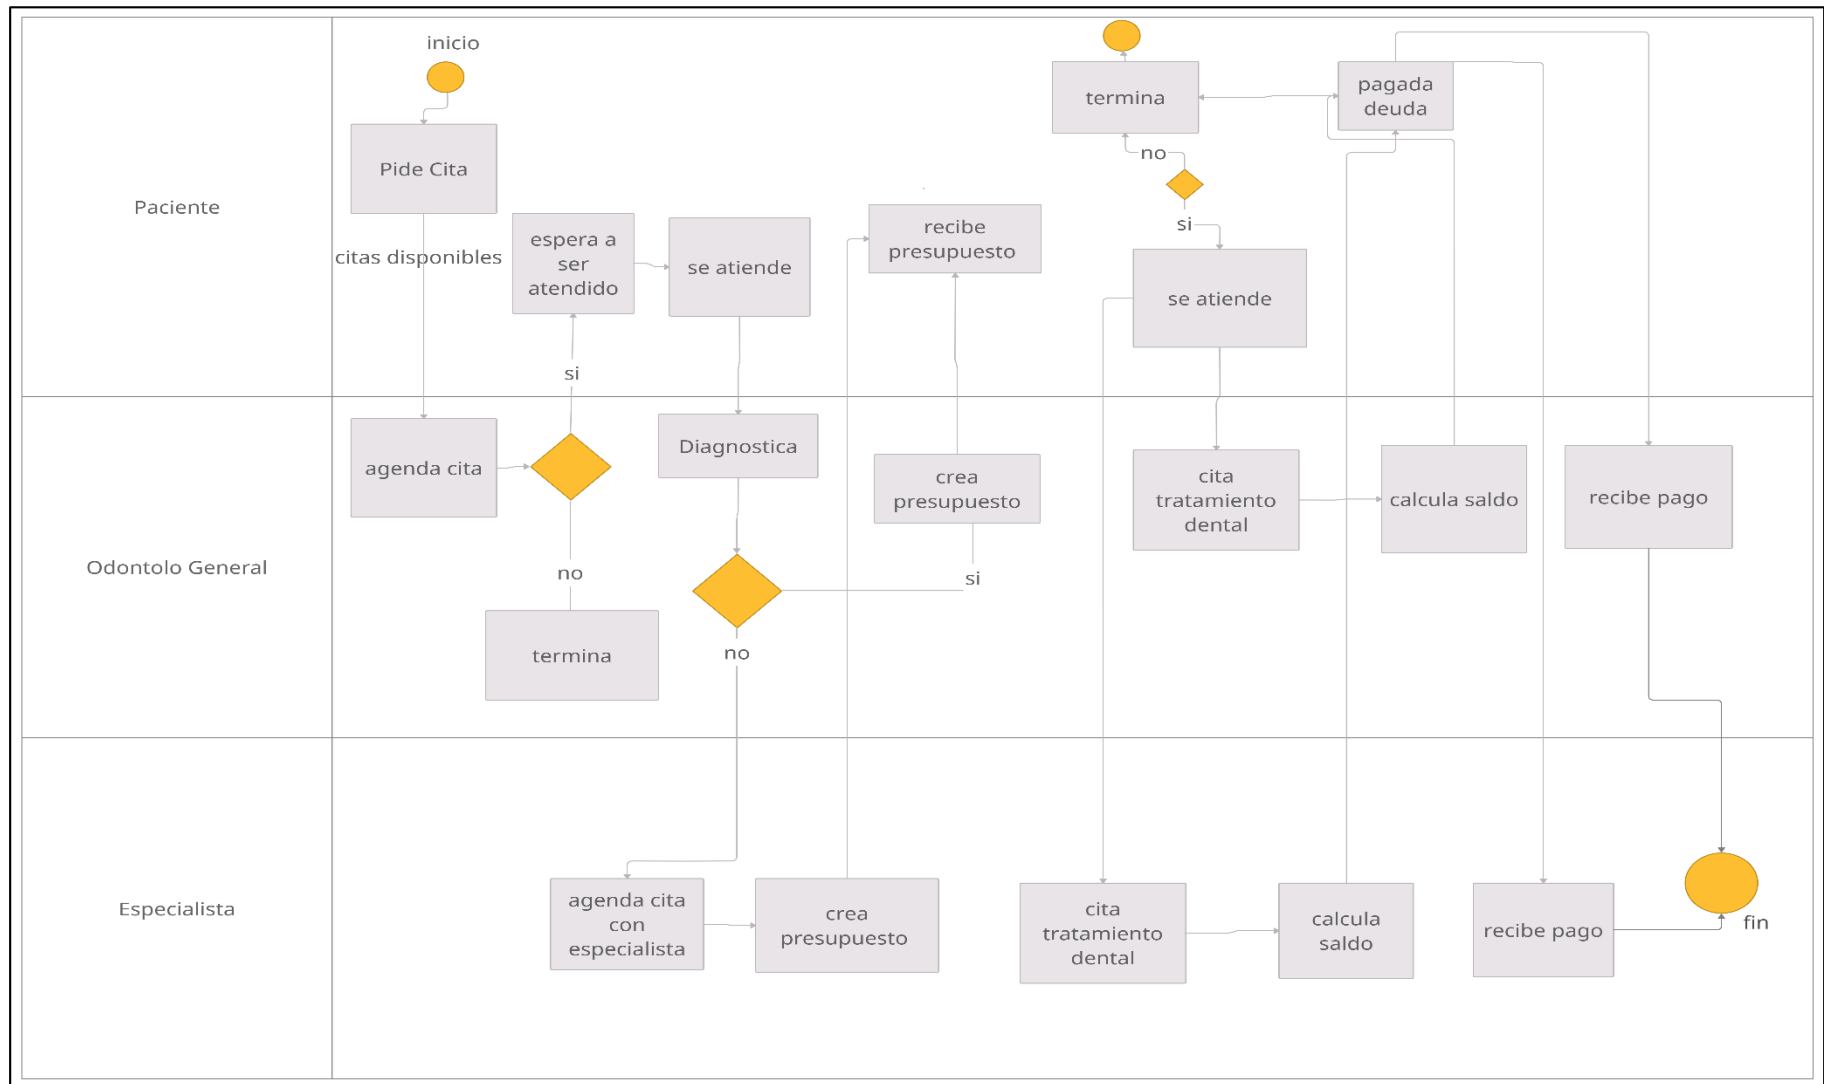 inicio
Pide Cita
citas disponibles
Paciente
espera a
ser
atendido
se atiende
recibe
presupuesto
termina
no
si
se atiende
pagada
deuda
si
agenda cita
Diagnostica
crea
presupuesto
cita
tratamiento
dental
calcula saldo
recibe pago
Odontolo General
no
si
termina
no
Especialista
agenda cita
con
especialista
crea
presupuesto
cita
tratamiento
dental
calcula
saldo
recibe pago
fin